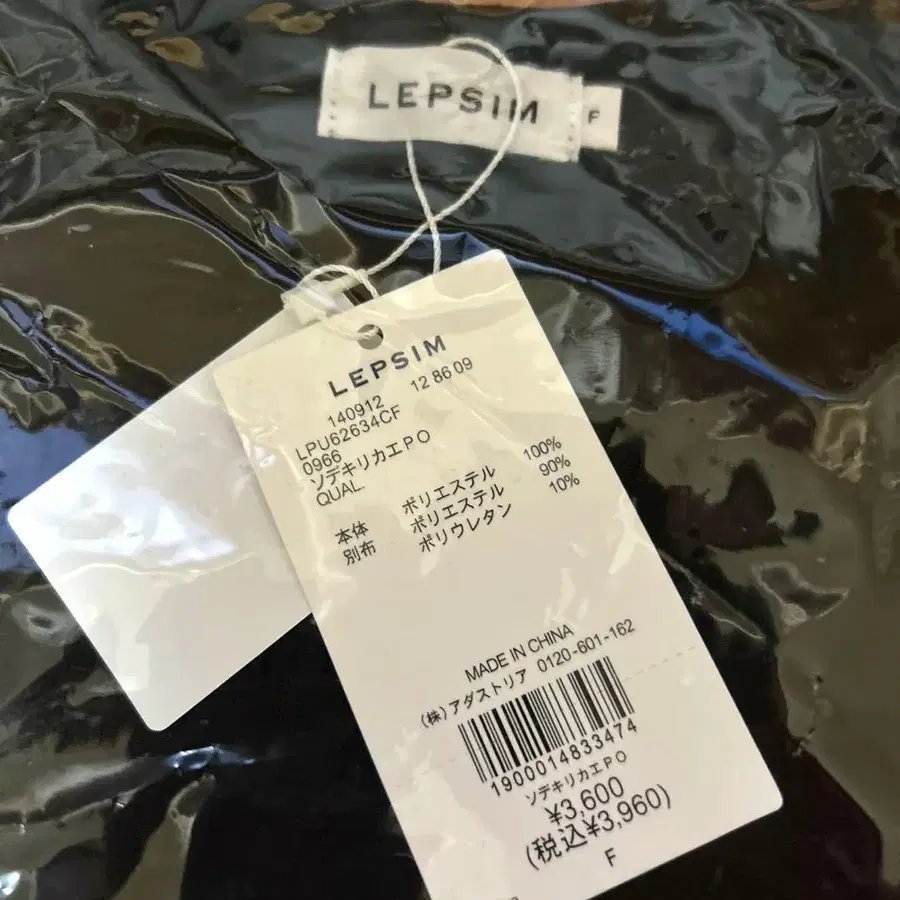 LEPSIM
F
LEPSIM
140912 12 86 09
LPU62634CF
0966
ソデキリカエPO
QUAL.
本体 ポリエステル 100%
別布 ポリエステル 90%
ポリウレタン 10%
MADE IN CHINA
(株)アダストリア 0120-601-162
1900014833474
ソデキリカエPO
¥3,600
(税込¥3,960)
F